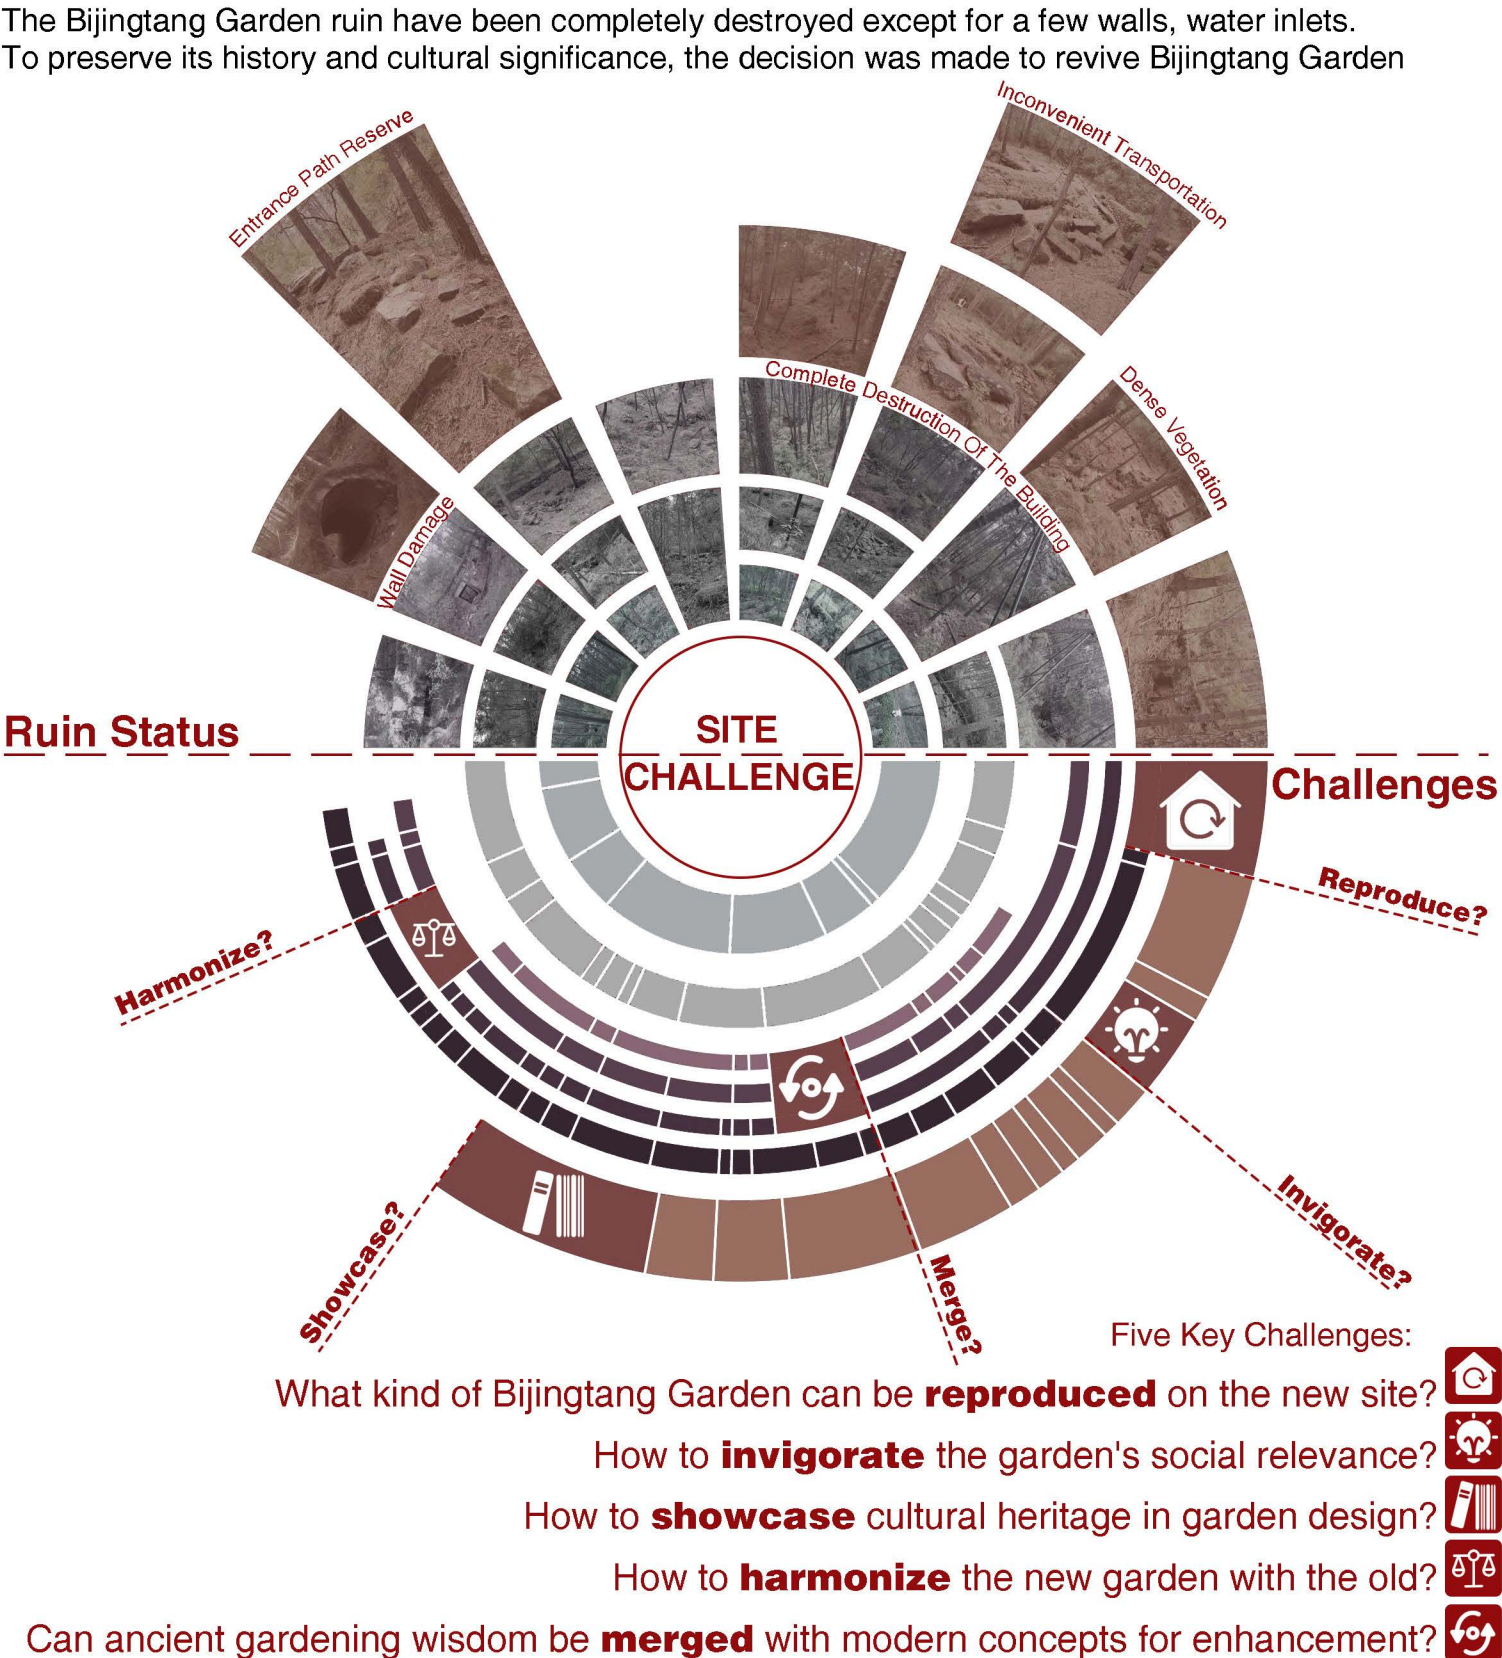 The Bijingtang Garden ruin have been completely destroyed except for a few walls, water inlets.
To preserve its history and cultural significance, the decision was made to revive Bijingtang Garden
Entrance Path Reserve
Inconvenient Transportation
Complete Destruction Of The Building
Dense Vegetation
Wall Damage
Ruin Status
SITE
CHALLENGE
Challenges
Reproduce?
Harmonize?
Invigorate?
Showcase?
Merge?
Five Key Challenges:
What kind of Bijingtang Garden can be reproduced on the new site?
How to invigorate the garden's social relevance?
How to showcase cultural heritage in garden design?
How to harmonize the new garden with the old?
Can ancient gardening wisdom be merged with modern concepts for enhancement?